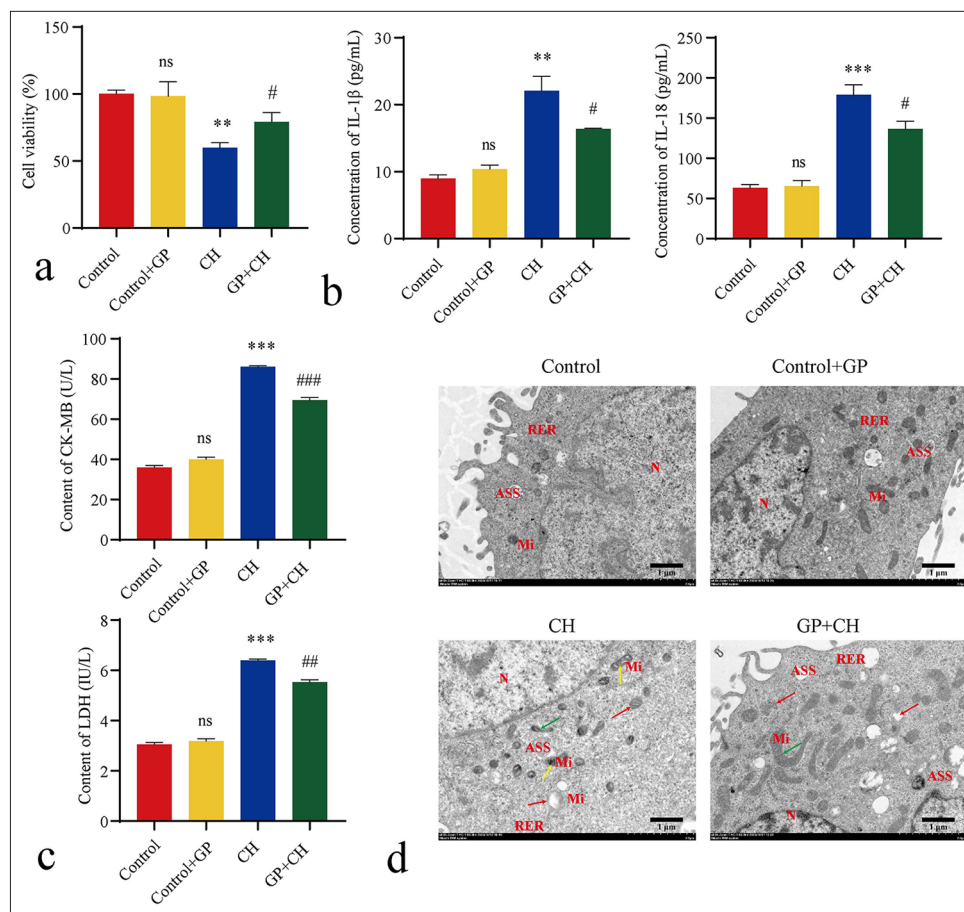 150
100
50
0
Cell viability (%)
ns
**
#
Control
Control+GP
CH
GP+CH
a
30
20
10
0
Concentration of IL-1β (pg/mL)
ns
**
#
Control
Control+GP
CH
GP+CH
b
250
200
150
100
50
0
Concentration of IL-18 (pg/mL)
ns
***
#
Control
Control+GP
CH
GP+CH
100
80
60
40
20
0
Content of CK-MB (U/L)
ns
***
###
Control
Control+GP
CH
GP+CH
8
6
4
2
0
Content of LDH (IU/L)
ns
***
##
Control
Control+GP
CH
GP+CH
c
Control
RER
N
ASS
Mi
1 μm
Control+GP
RER
ASS
N
Mi
1 μm
CH
Mi
N
ASS
Mi
Mi
RER
1 μm
GP+CH
RER
ASS
Mi
ASS
N
1 μm
d